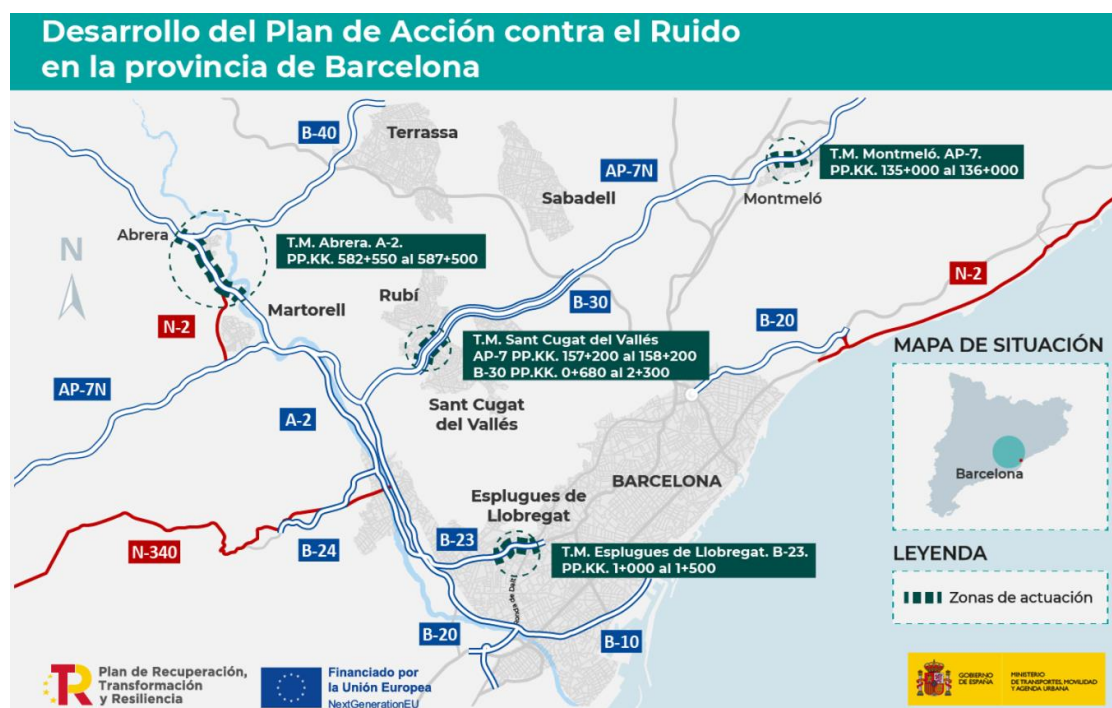 Desarrollo del Plan de Acción contra el Ruido
en la provincia de Barcelona
B-40
Terrassa
AP-7N
Sabadell
T.M. Montmeló. AP-7.
PP.KK. 135+000 al 136+000
Montmeló
Abrera
N
T.M. Abrera. A-2.
PP.KK. 582+550 al 587+500
Martorell
Rubí
N-2
B-30
N-2
B-20
T.M. Sant Cugat del Vallés
AP-7 PP.KK. 157+200 al 158+200
B-30 PP.KK. 0+680 al 2+300
AP-7N
A-2
Sant Cugat
del Vallés
MAPA DE SITUACIÓN
Barcelona
BARCELONA
Esplugues de
Llobregat
N-340
B-24
B-23
T.M. Esplugues de Llobregat. B-23.
PP.KK. 1+000 al 1+500
Ronda de Dalt
B-20
B-10
LEYENDA
Zonas de actuación
TR
Plan de Recuperación,
Transformación
y Resiliencia
Financiado por
la Unión Europea
NextGenerationEU
GOBIERNO
DE ESPAÑA
MINISTERIO
DE TRANSPORTES, MOVILIDAD
Y AGENDA URBANA